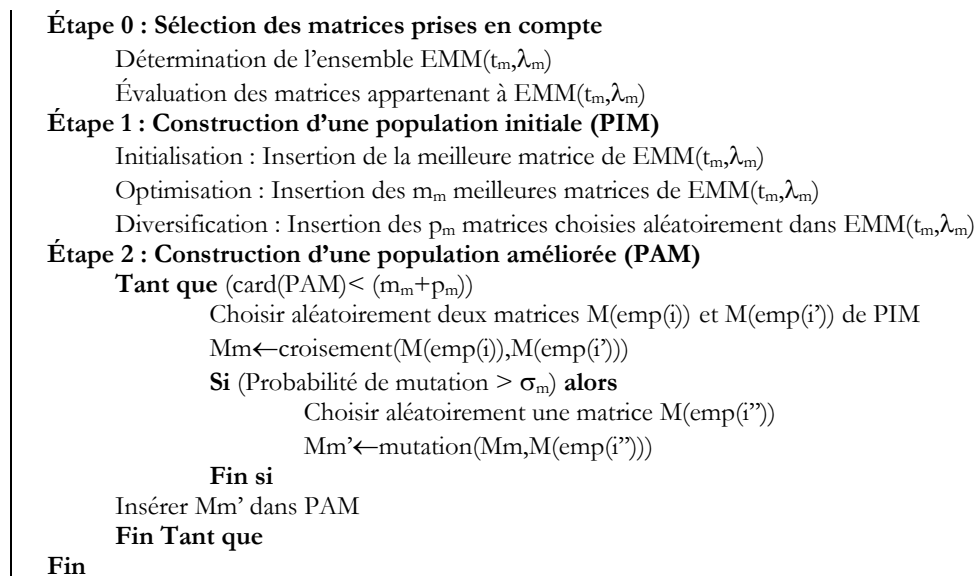 Étape 0 : Sélection des matrices prises en compte
Détermination de l'ensemble EMM(tm,λm)
Évaluation des matrices appartenant à EMM(tm,λm)
Étape 1 : Construction d'une population initiale (PIM)
Initialisation : Insertion de la meilleure matrice de EMM(tm,λm)
Optimisation : Insertion des mm meilleures matrices de EMM(tm,λm)
Diversification : Insertion des pm matrices choisies aléatoirement dans EMM(tm,λm)
Étape 2 : Construction d'une population améliorée (PAM)
Tant que (card(PAM)< (mm+pm))
Choisir aléatoirement deux matrices M(emp(i)) et M(emp(i')) de PIM
Mm←croisement(M(emp(i)),M(emp(i')))
Si (Probabilité de mutation > σm) alors
Choisir aléatoirement une matrice M(emp(i''))
Mm'←mutation(Mm,M(emp(i'')))
Fin si
Insérer Mm' dans PAM
Fin Tant que
Fin